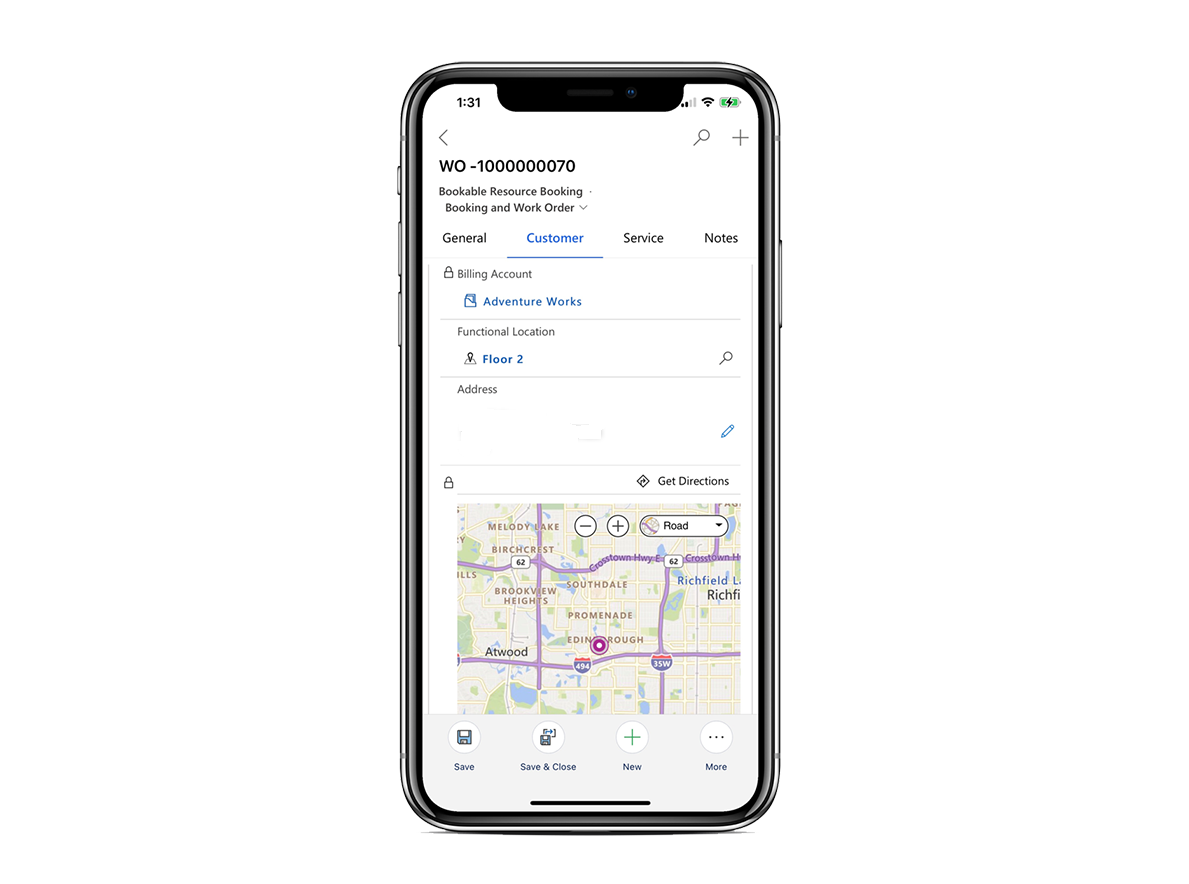 1:31
WO -1000000070
Bookable Resource Booking ·
Booking and Work Order
General Customer Service Notes
Billing Account
Adventure Works
Functional Location
Floor 2
Address
Get Directions
MELODY LAKE
Road
BIRCHCREST
62
Crosstown Hwy E
62
Crosstown H
ILLS
SOUTHDALE
Richfield La
BROOKVIEW
HEIGHTS
Richfi
PROMENADE
EDINBOROUGH
Atwood
494
35W
Save Save & Close New More